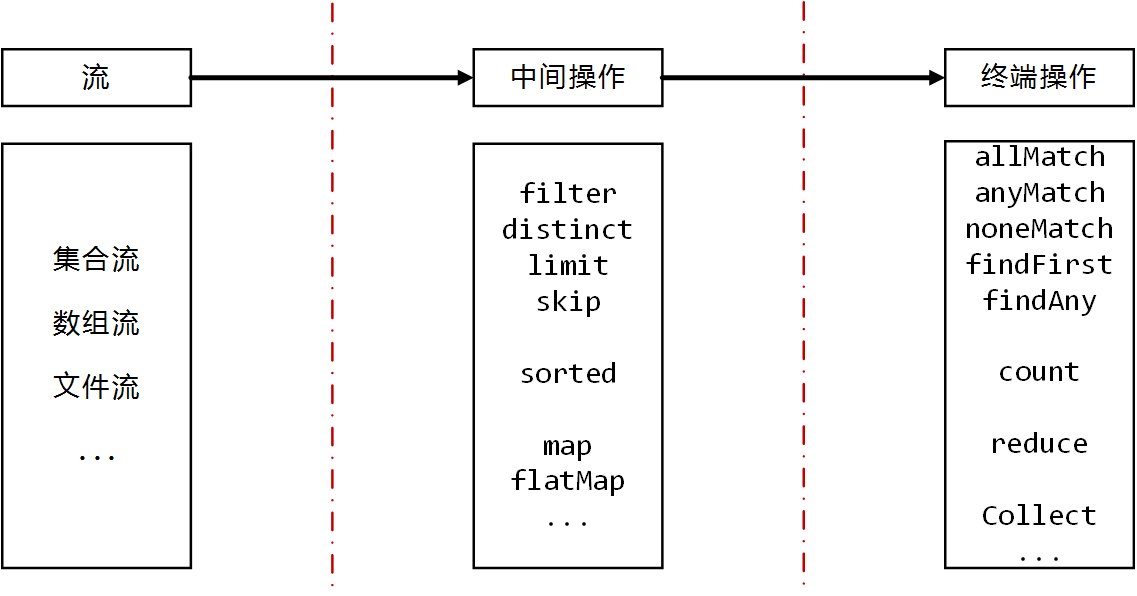 流
中间操作
终端操作
集合流
数组流
文件流
...
filter
distinct
limit
skip
sorted
map
flatMap
...
allMatch
anyMatch
noneMatch
findFirst
findAny
count
reduce
Collect
...